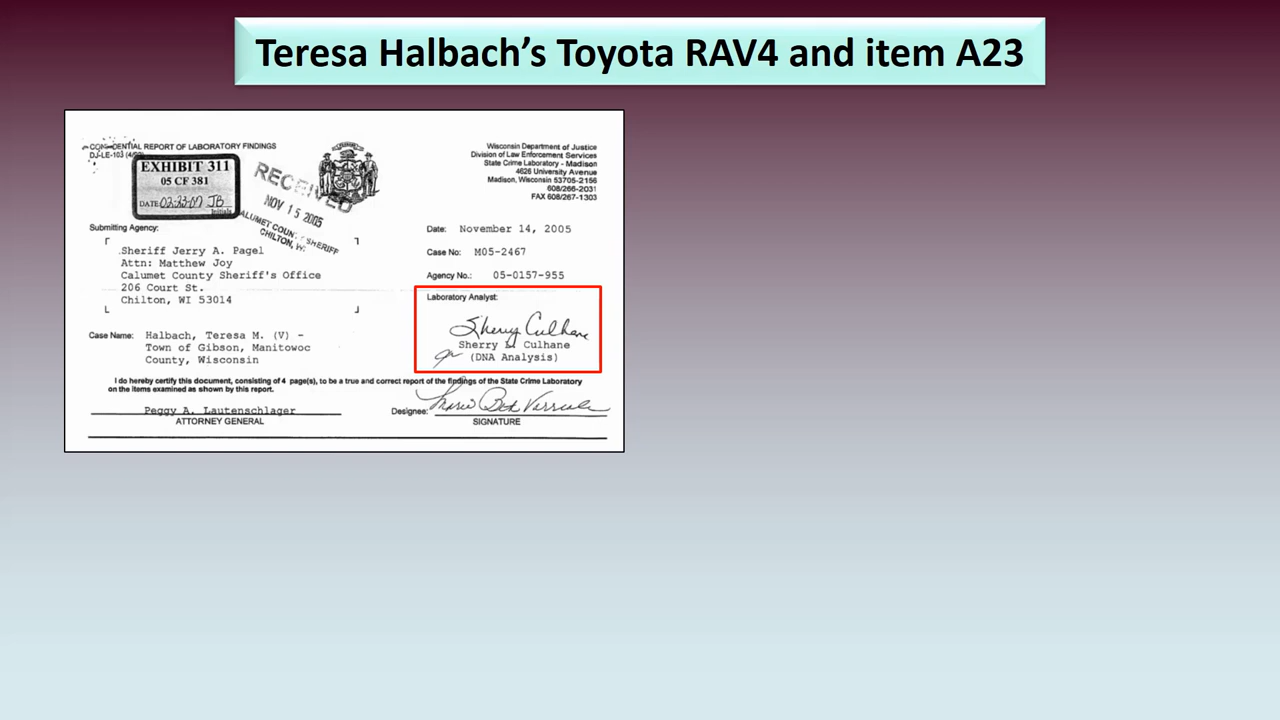 Teresa Halbach's Toyota RAV4 and item A23
CONFIDENTIAL REPORT OF LABORATORY FINDINGS
DJ-LE-103
EXHIBIT 311
05 CF 381
DATE 02-23-07 JB
Initials
RECEIVED
NOV 15 2005
CALUMET COUNTY SHERIFF
CHILTON, WI
Wisconsin Department of Justice
Division of Law Enforcement Services
State Crime Laboratory - Madison
4626 University Avenue
Madison, Wisconsin 53705-2156
608/266-2031
FAX 608/267-1303
Submitting Agency:
Sheriff Jerry A. Pagel
Attn: Matthew Joy
Calumet County Sheriff's Office
206 Court St.
Chilton, WI 53014
Date: November 14, 2005
Case No: M05-2467
Agency No.: 05-0157-955
Laboratory Analyst:
Sherry Culhane
Sherry L. Culhane
(DNA Analysis)
Case Name: Halbach, Teresa M. (V) -
Town of Gibson, Manitowoc
County, Wisconsin
I do hereby certify this document, consisting of 4 page(s), to be a true and correct report of the findings of the State Crime Laboratory
on the items examined as shown by this report.
Peggy A. Lautenschlager
ATTORNEY GENERAL
Designee:
SIGNATURE